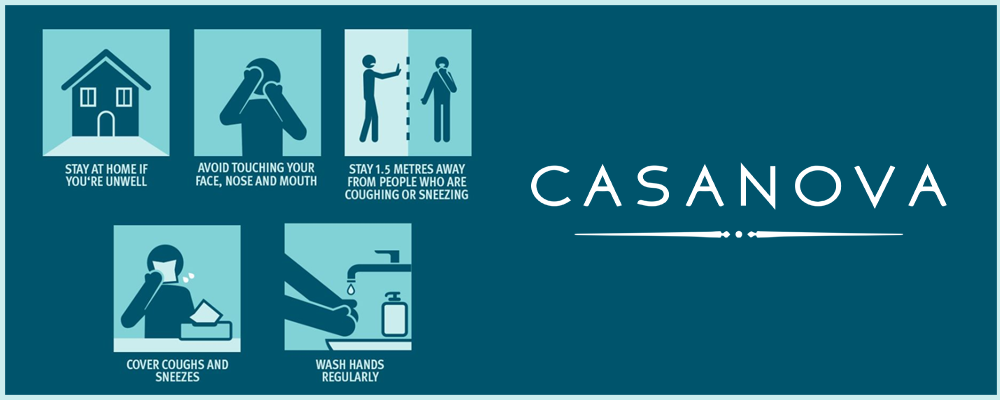 STAY AT HOME IF
YOU'RE UNWELL
AVOID TOUCHING YOUR
FACE, NOSE AND MOUTH
STAY 1.5 METRES AWAY
FROM PEOPLE WHO ARE
COUGHING OR SNEEZING
CASANOVA
COVER COUGHS AND
SNEEZES
WASH HANDS
REGULARLY